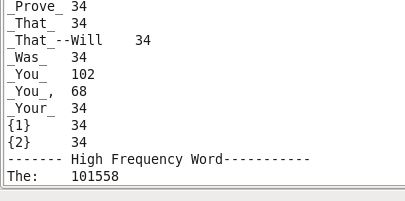 _Prove_ 34
_That_ 34
_That_--Will 34
_Was_ 34
_You_ 102
_You_, 68
_Your_ 34
{1} 34
{2} 34
------- High Frequency Word-----------
The: 101558